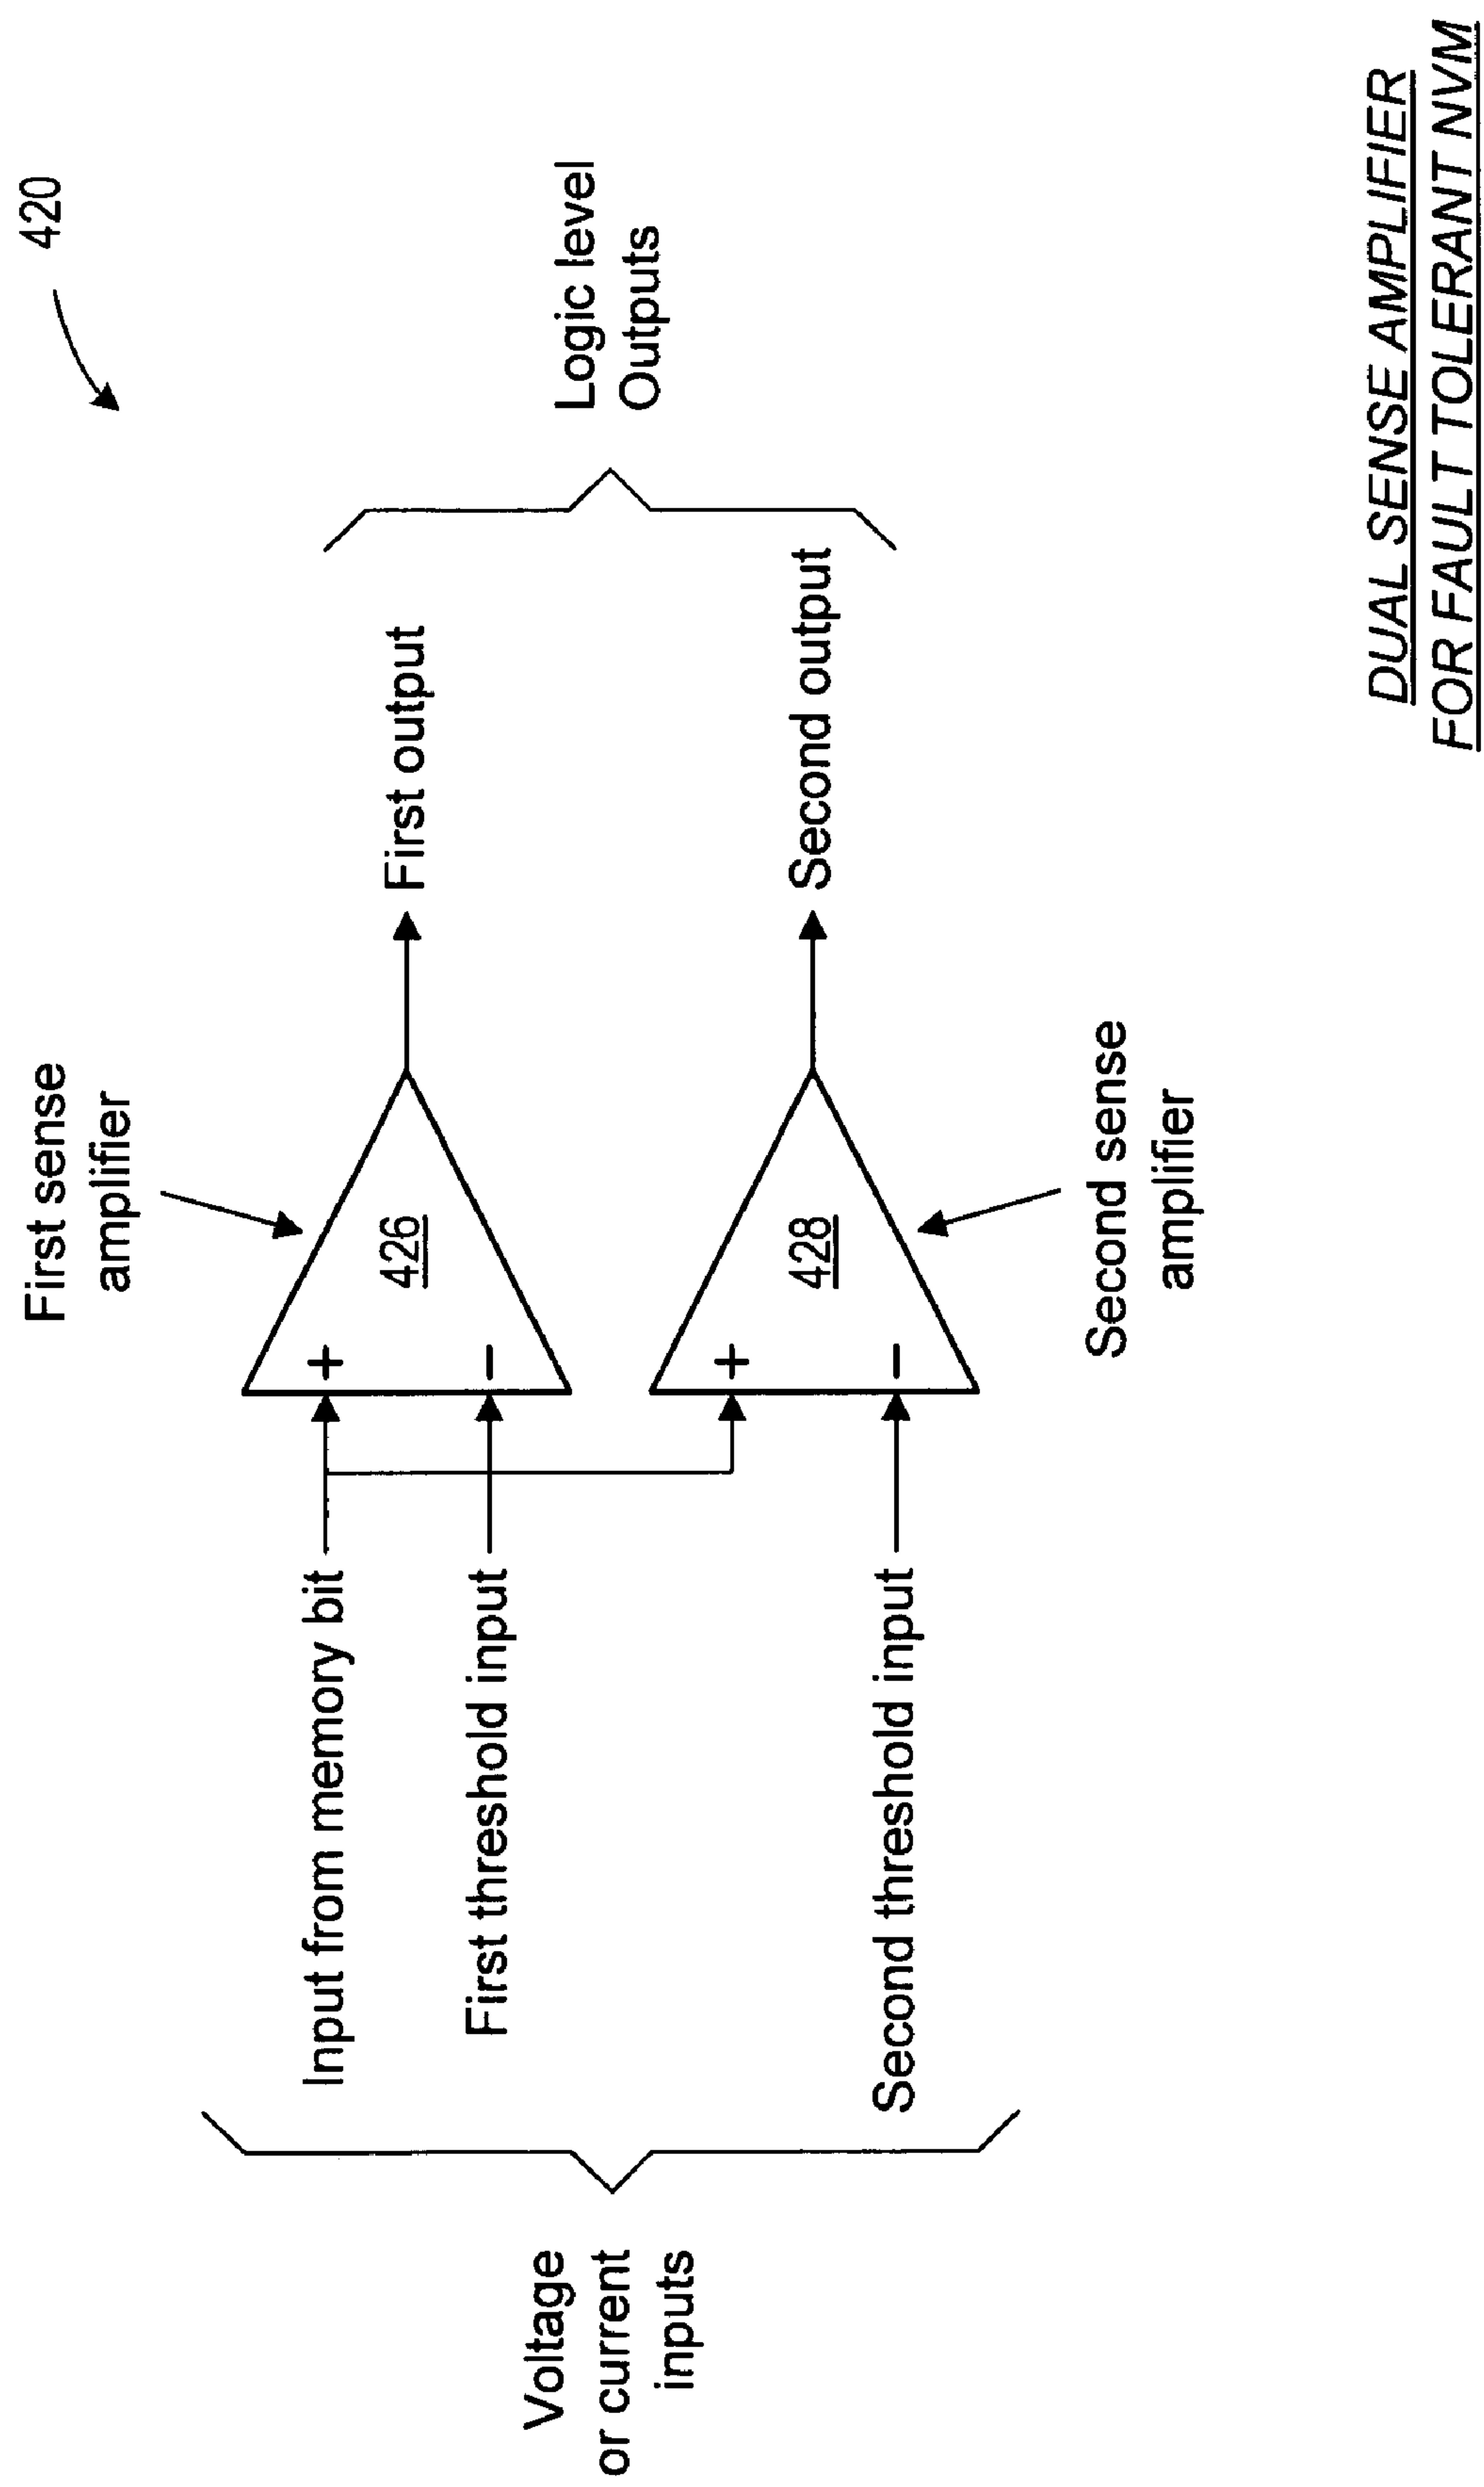 420
First sense
amplifier
Input from memory bit
+
426
First output
First threshold input
−
Voltage
or current
inputs
Logic level
Outputs
+
428
Second output
Second threshold input
−
Second sense
amplifier
DUAL SENSE AMPLIFIER
FOR FAULT TOLERANT NVM